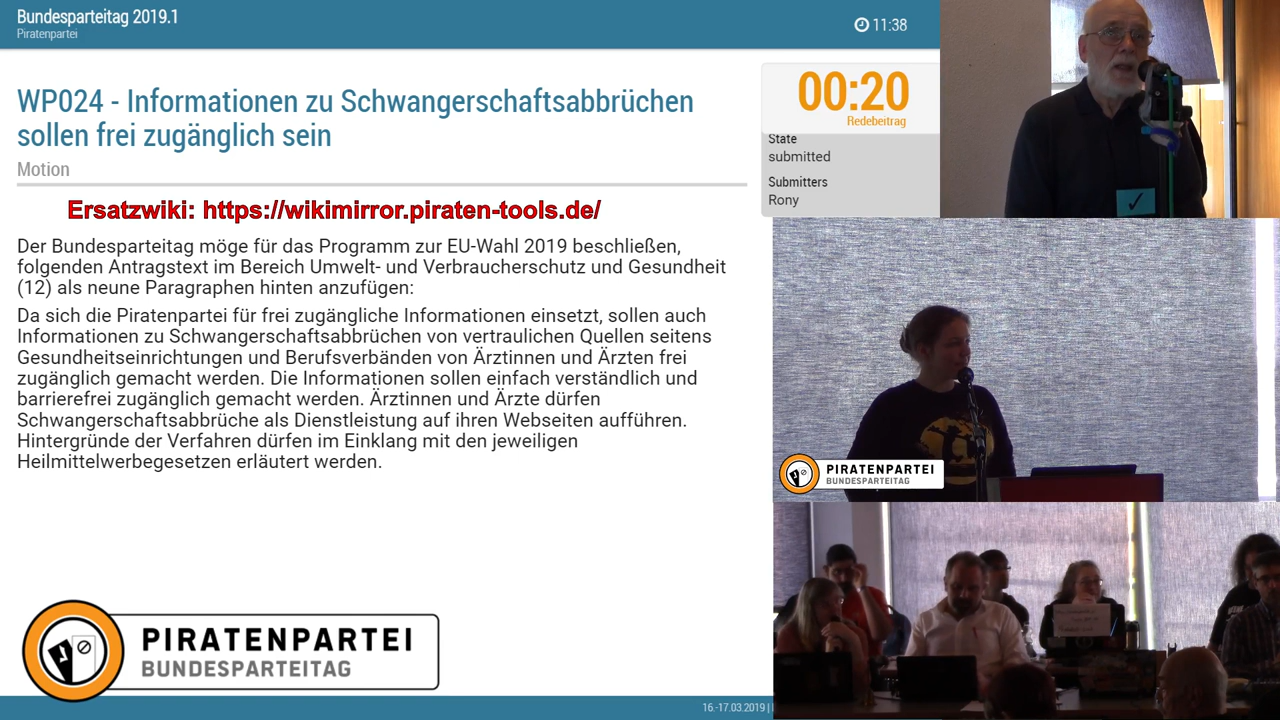 Bundesparteitag 2019.1
Piratenpartei
11:38
WP024 - Informationen zu Schwangerschaftsabbrüchen
sollen frei zugänglich sein
Motion
00:20
Redebeitrag
State
submitted
Submitters
Rony
Ersatzwiki: https://wikimirror.piraten-tools.de/
Der Bundesparteitag möge für das Programm zur EU-Wahl 2019 beschließen,
folgenden Antragstext im Bereich Umwelt- und Verbraucherschutz und Gesundheit
(12) als neune Paragraphen hinten anzufügen:
Da sich die Piratenpartei für frei zugängliche Informationen einsetzt, sollen auch
Informationen zu Schwangerschaftsabbrüchen von vertraulichen Quellen seitens
Gesundheitseinrichtungen und Berufsverbänden von Ärztinnen und Ärzten frei
zugänglich gemacht werden. Die Informationen sollen einfach verständlich und
barrierefrei zugänglich gemacht werden. Ärztinnen und Ärzte dürfen
Schwangerschaftsabbrüche als Dienstleistung auf ihren Webseiten aufführen.
Hintergründe der Verfahren dürfen im Einklang mit den jeweiligen
Heilmittelwerbegesetzen erläutert werden.
PIRATENPARTEI
BUNDESPARTEITAG
PIRATENPARTEI
BUNDESPARTEITAG
16.-17.03.2019 |